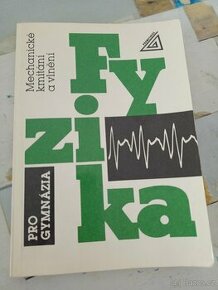 Mechanické
kmitání
a vlnění
Fy
zi
ka
PRO
GYMNÁZIA